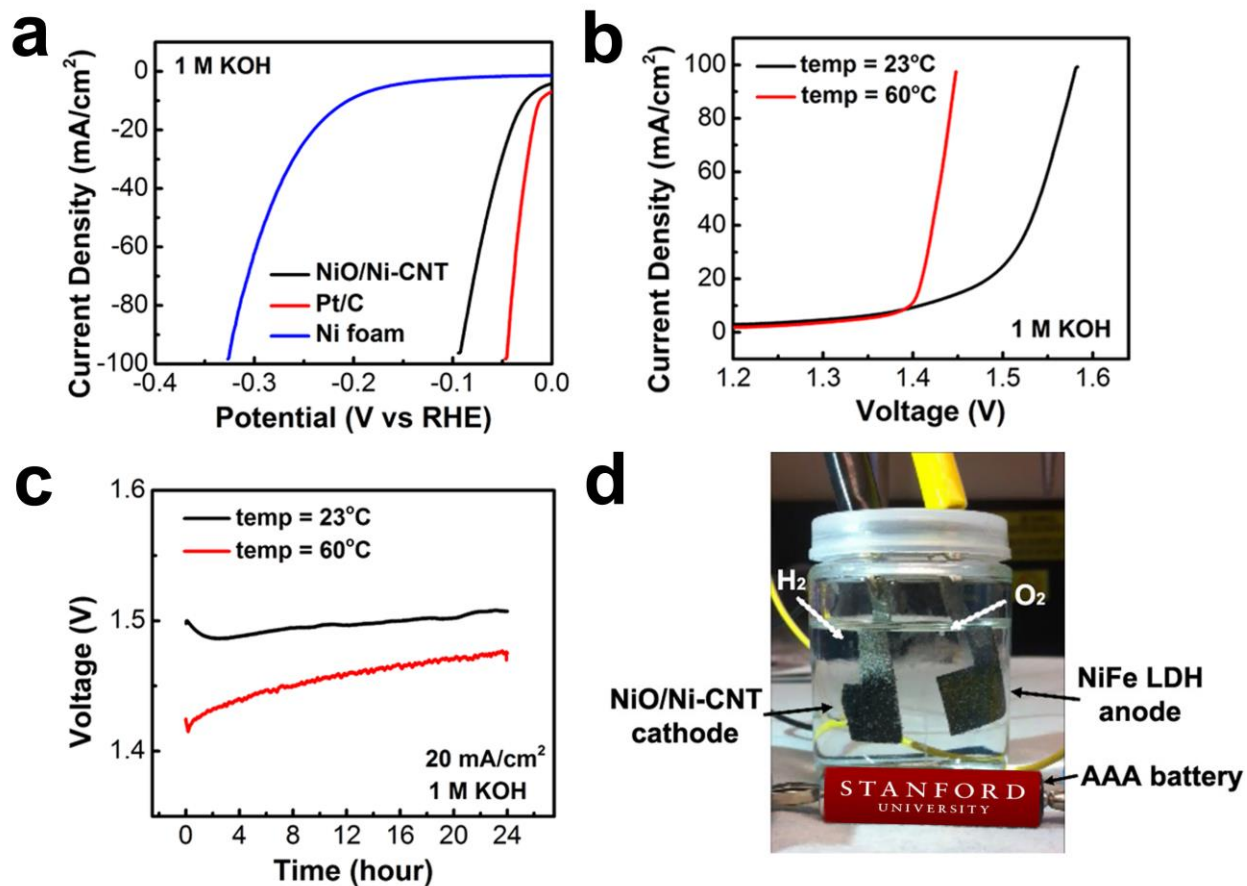 a
1 M KOH
0
-20
-40
-60
-80
-100
-0.4
-0.3
-0.2
-0.1
0.0
Current Density (mA/cm²)
Potential (V vs RHE)
NiO/Ni-CNT
Pt/C
Ni foam
b
temp = 23°C
temp = 60°C
100
80
60
40
20
0
1.2
1.3
1.4
1.5
1.6
Current Density (mA/cm²)
Voltage (V)
1 M KOH
c
1.6
1.5
1.4
temp = 23°C
temp = 60°C
Voltage (V)
20 mA/cm²
1 M KOH
0
4
8
12
16
20
24
Time (hour)
d
H₂
O₂
NiO/Ni-CNT
cathode
NiFe LDH
anode
AAA battery
STANFORD
UNIVERSITY